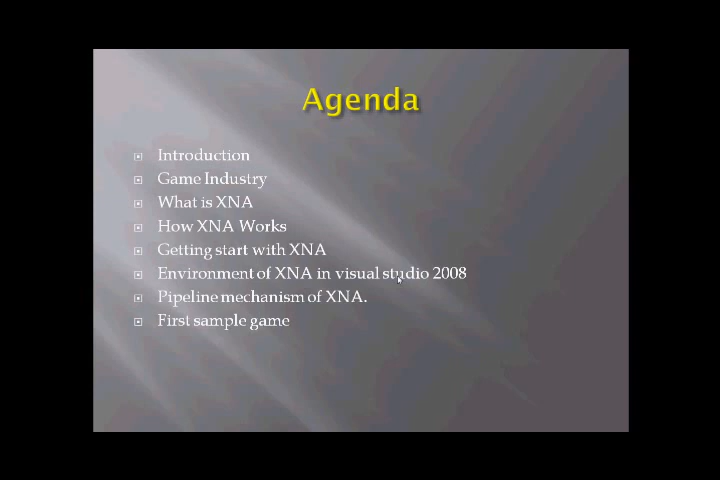 Agenda
Introduction
Game Industry
What is XNA
How XNA Works
Getting start with XNA
Environment of XNA in visual studio 2008
Pipeline mechanism of XNA.
First sample game